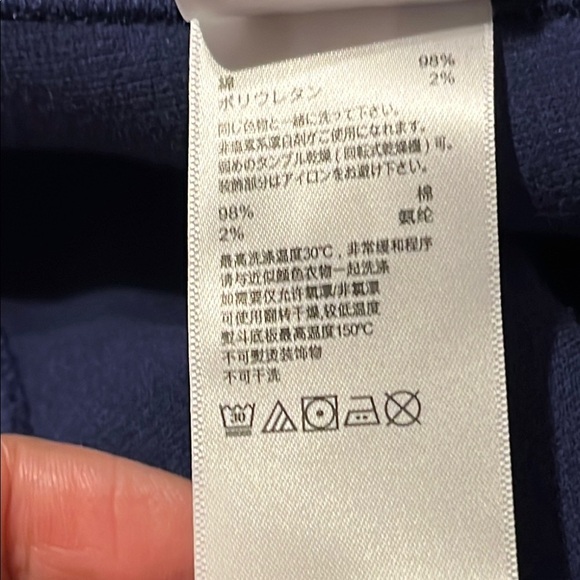 綿 98%
ポリウレタン 2%
同じ色物と一緒に洗って下さい。
非塩素系漂白剤がご使用になれます。
弱めのタンブル乾燥(回転式乾燥機)可。
装飾部分はアイロンをお避け下さい。
98% 棉
2% 氨纶
最高洗涤温度30℃,非常缓和程序
请与近似颜色衣物一起洗涤
如需要仅允许氧漂/非氯漂
可使用翻转干燥,较低温度
熨斗底板最高温度150℃
不可熨烫装饰物
不可干洗
30